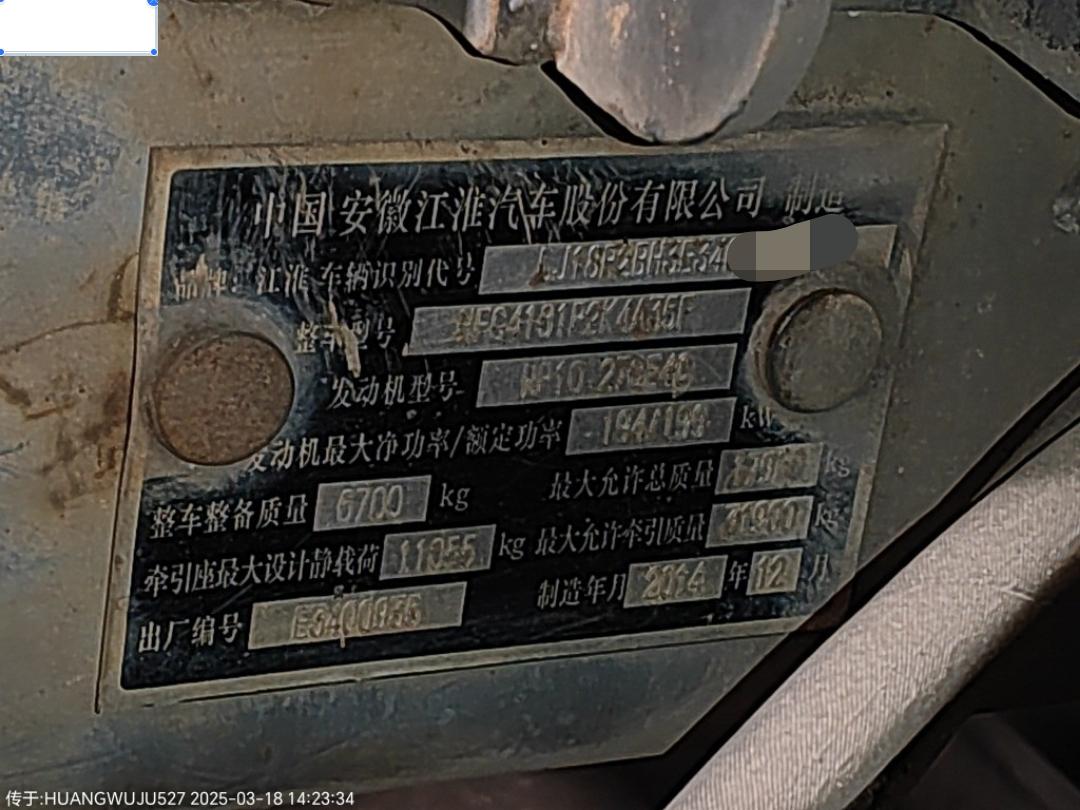 中国安徽江淮汽车股份有限公司 制造
品牌: 江淮 车辆识别代号
整车型号 HFC4181P2K4A35F
发动机型号 WP10.270E40
发动机最大净功率/额定功率 194/199 kW
整车整备质量 6700 kg 最大允许总质量 kg
牵引座最大设计静载荷 11055 kg 最大允许牵引质量 kg
制造年月 2014 年 12 月
出厂编号
传于:HUANGWUJU527 2025-03-18 14:23:34